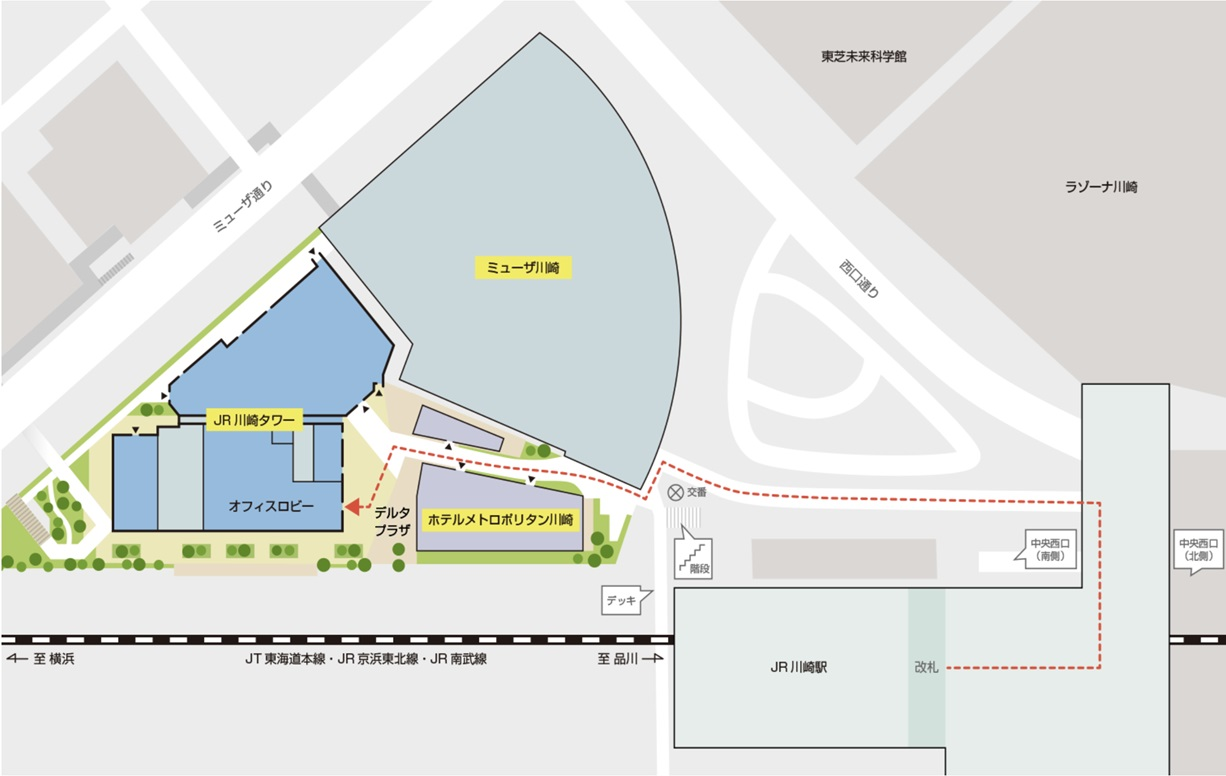 東芝未来科学館
ラゾーナ川崎
ミューザ通り
ミューザ川崎
西口通り
JR 川崎タワー
オフィスロビー
デルタ
プラザ
ホテルメトロポリタン川崎
交番
階段
中央西口
（南側）
中央西口
（北側）
デッキ
至 横浜
JT 東海道本線・JR 京浜東北線・JR 南武線
至 品川
JR 川崎駅
改札